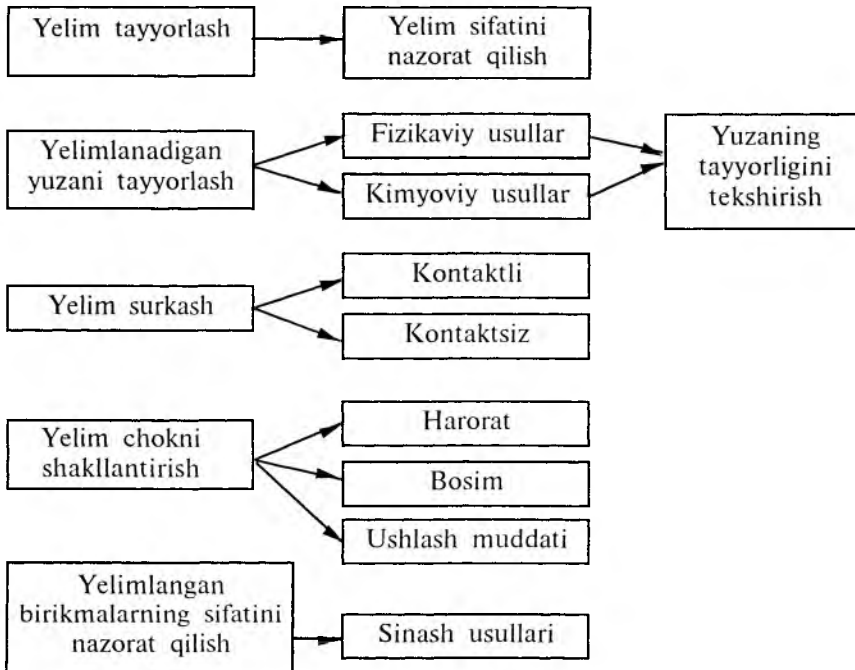 Yelim tayyorlash
Yelim sifatini
nazorat qilish
Yelimlanadigan
yuzani tayyorlash
Fizikaviy usullar
Kimyoviy usullar
Yuzaning
tayyorligini
tekshirish
Yelim surkash
Kontaktli
Kontaktsiz
Yelim chokni
shakllantirish
Harorat
Bosim
Ushlash muddati
Yelimlangan
birikmalarning sifatini
nazorat qilish
Sinash usullari